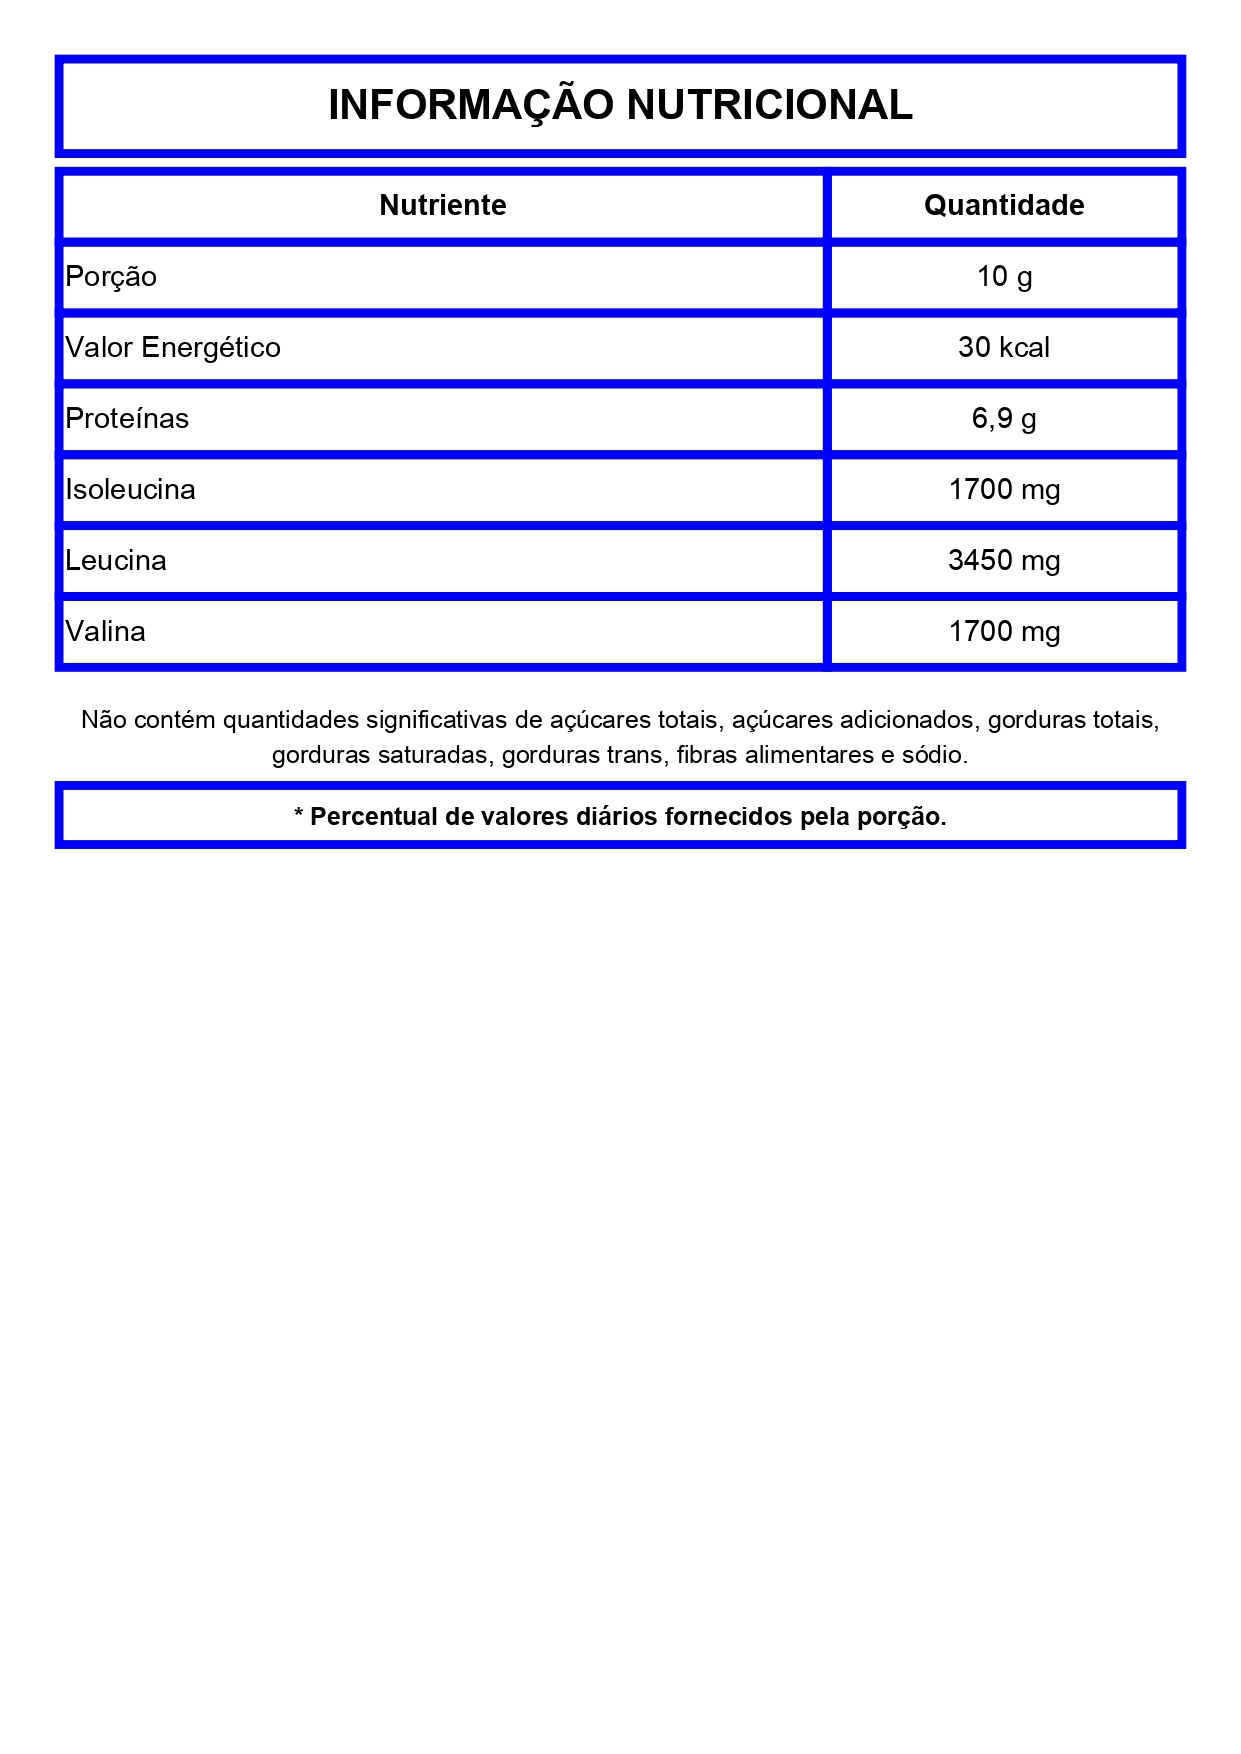 INFORMAÇÃO NUTRICIONAL
Nutriente Quantidade
Porção 10 g
Valor Energético 30 kcal
Proteínas 6,9 g
Isoleucina 1700 mg
Leucina 3450 mg
Valina 1700 mg
Não contém quantidades significativas de açúcares totais, açúcares adicionados, gorduras totais,
gorduras saturadas, gorduras trans, fibras alimentares e sódio.
* Percentual de valores diários fornecidos pela porção.